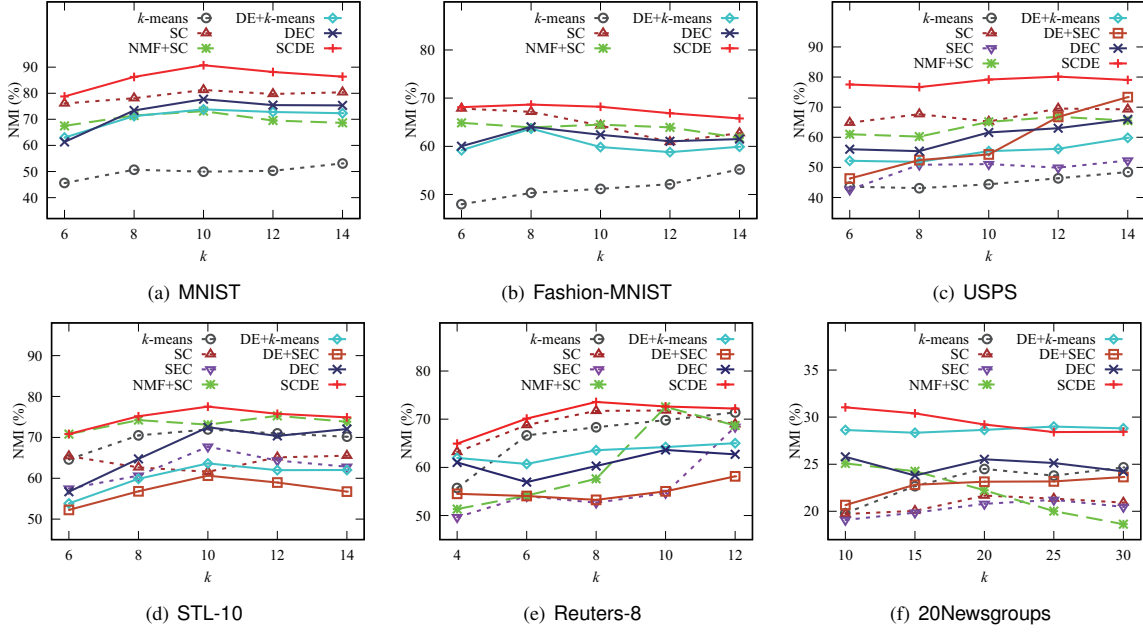 k-means
SC
NMF+SC
DE+k-means
DEC
SCDE
NMI (%)
90
80
70
60
50
40
6 8 10 12 14
k
(a) MNIST
k-means
SC
NMF+SC
DE+k-means
DEC
SCDE
NMI (%)
80
70
60
50
6 8 10 12 14
k
(b) Fashion-MNIST
k-means
SC
SEC
NMF+SC
DE+k-means
DE+SEC
DEC
SCDE
NMI (%)
90
80
70
60
50
40
6 8 10 12 14
k
(c) USPS
k-means
SC
SEC
NMF+SC
DE+k-means
DE+SEC
DEC
SCDE
NMI (%)
90
80
70
60
50
6 8 10 12 14
k
(d) STL-10
k-means
SC
SEC
NMF+SC
DE+k-means
DE+SEC
DEC
SCDE
NMI (%)
80
70
60
50
4 6 8 10 12
k
(e) Reuters-8
k-means
SC
SEC
NMF+SC
DE+k-means
DE+SEC
DEC
SCDE
NMI (%)
35
30
25
20
10 15 20 25 30
k
(f) 20Newsgroups